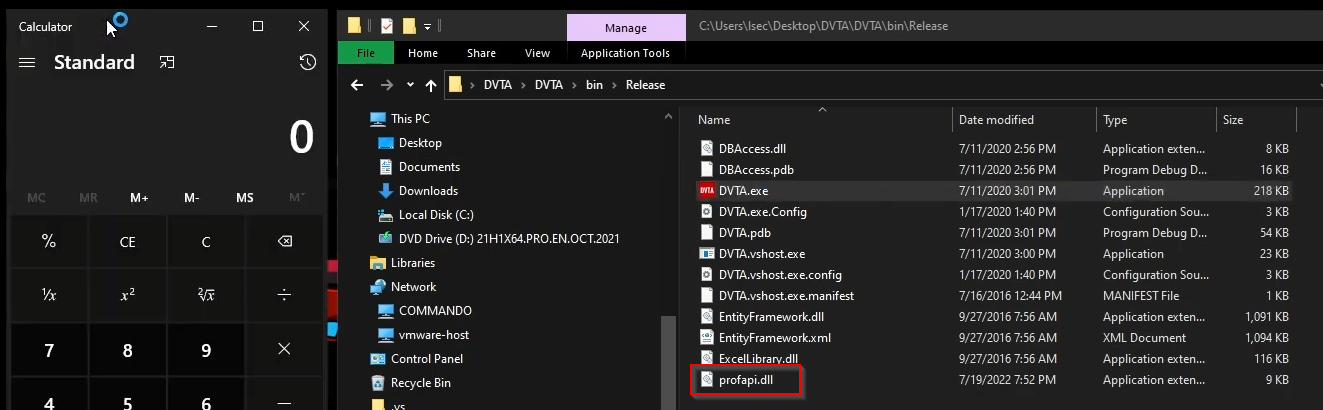 Calculator
Standard
0
MC MR M+ M- MS M˅
% CE C
⅟x x² ²√x ÷
7 8 9 ×
4 5 6 −
Manage
C:\Users\Isec\Desktop\DVTA\DVTA\bin\Release
File Home Share View Application Tools
DVTA > DVTA > bin > Release
This PC
Desktop
Documents
Downloads
Local Disk (C:)
DVD Drive (D:) 21H1X64.PRO.EN.OCT.2021
Libraries
Network
COMMANDO
vmware-host
Control Panel
Recycle Bin
.vs
Name Date modified Type Size
DBAccess.dll 7/11/2020 2:56 PM Application exten... 8 KB
DBAccess.pdb 7/11/2020 2:56 PM Program Debug D... 16 KB
DVTA DVTA.exe 7/11/2020 3:01 PM Application 218 KB
DVTA.exe.Config 1/17/2020 1:40 PM Configuration Sou... 3 KB
DVTA.pdb 7/11/2020 3:01 PM Program Debug D... 54 KB
DVTA.vshost.exe 7/11/2020 3:00 PM Application 23 KB
DVTA.vshost.exe.config 1/17/2020 1:40 PM Configuration Sou... 3 KB
DVTA.vshost.exe.manifest 7/16/2016 12:44 PM MANIFEST File 1 KB
EntityFramework.dll 9/27/2016 7:56 AM Application exten... 1,091 KB
EntityFramework.xml 9/27/2016 7:56 AM XML Document 1,094 KB
ExcelLibrary.dll 9/27/2016 7:56 AM Application exten... 116 KB
profapi.dll 7/19/2022 7:52 PM Application exten... 9 KB